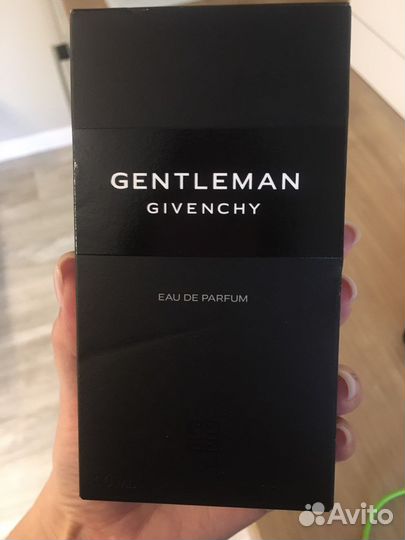 GENTLEMAN
GIVENCHY
EAU DE PARFUM
Avito